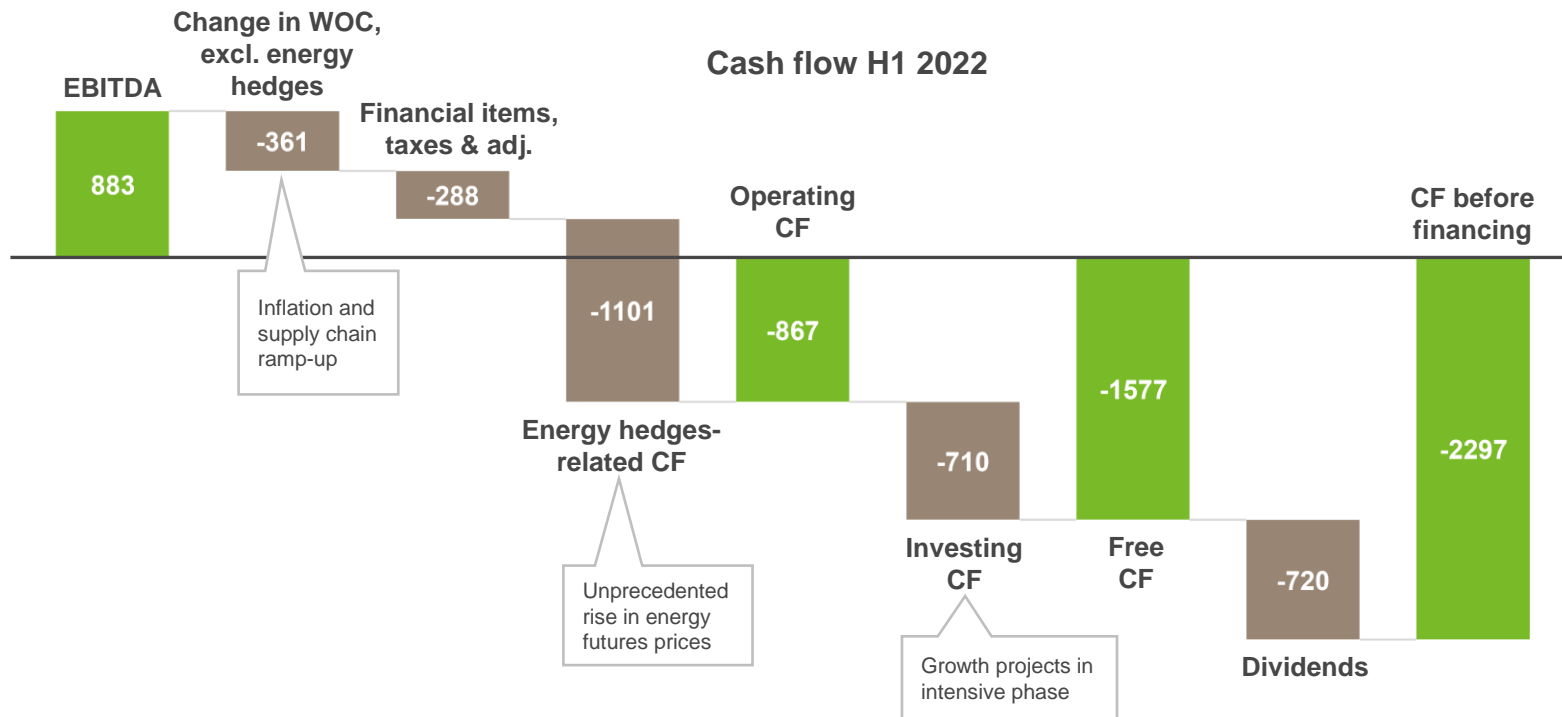 Cash flow H1 2022
EBITDA
883
Change in WOC,
excl. energy
hedges
-361
Inflation and
supply chain
ramp-up
Financial items,
taxes & adj.
-288
-1101
Energy hedges-
related CF
Unprecedented
rise in energy
futures prices
Operating
CF
-867
-710
Investing
CF
Growth projects in
intensive phase
-1577
Free
CF
-720
Dividends
CF before
financing
-2297